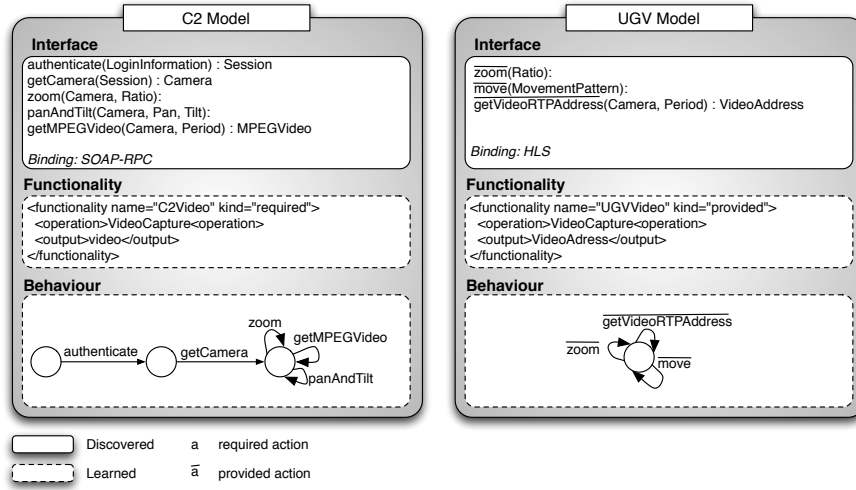 C2 Model
Interface
authenticate(LoginInformation) : Session
getCamera(Session) : Camera
zoom(Camera, Ratio):
panAndTilt(Camera, Pan, Tilt):
getMPEGVideo(Camera, Period) : MPEGVideo
Binding: SOAP-RPC
Functionality
<functionality name="C2Video" kind="required">
<operation>VideoCapture<operation>
<output>video</output>
</functionality>
Behaviour
authenticate
getCamera
zoom
getMPEGVideo
panAndTilt
UGV Model
Interface
zoom(Ratio):
move(MovementPattern):
getVideoRTPAddress(Camera, Period) : VideoAddress
Binding: HLS
Functionality
<functionality name="UGVVideo" kind="provided">
<operation>VideoCapture<operation>
<output>VideoAdress</output>
</functionality>
Behaviour
getVideoRTPAddress
zoom
move
Discovered
a required action
Learned
a provided action